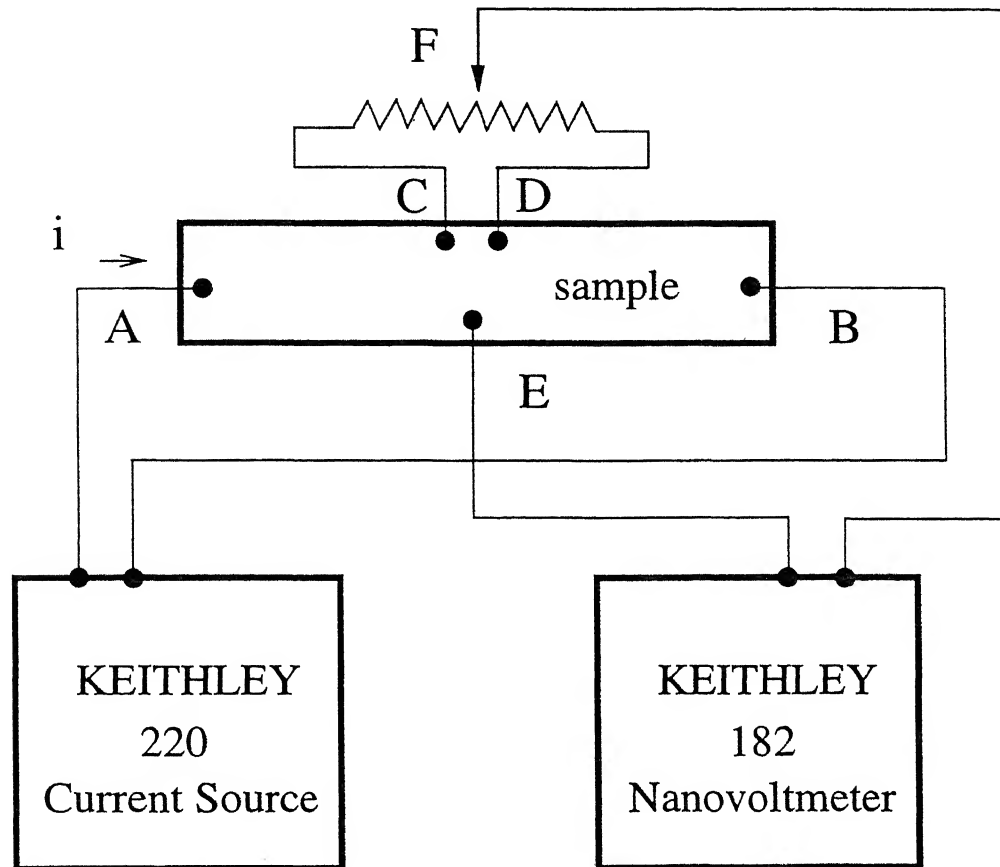 F
C
D
i
sample
A
B
E
KEITHLEY
220
Current Source
KEITHLEY
182
Nanovoltmeter